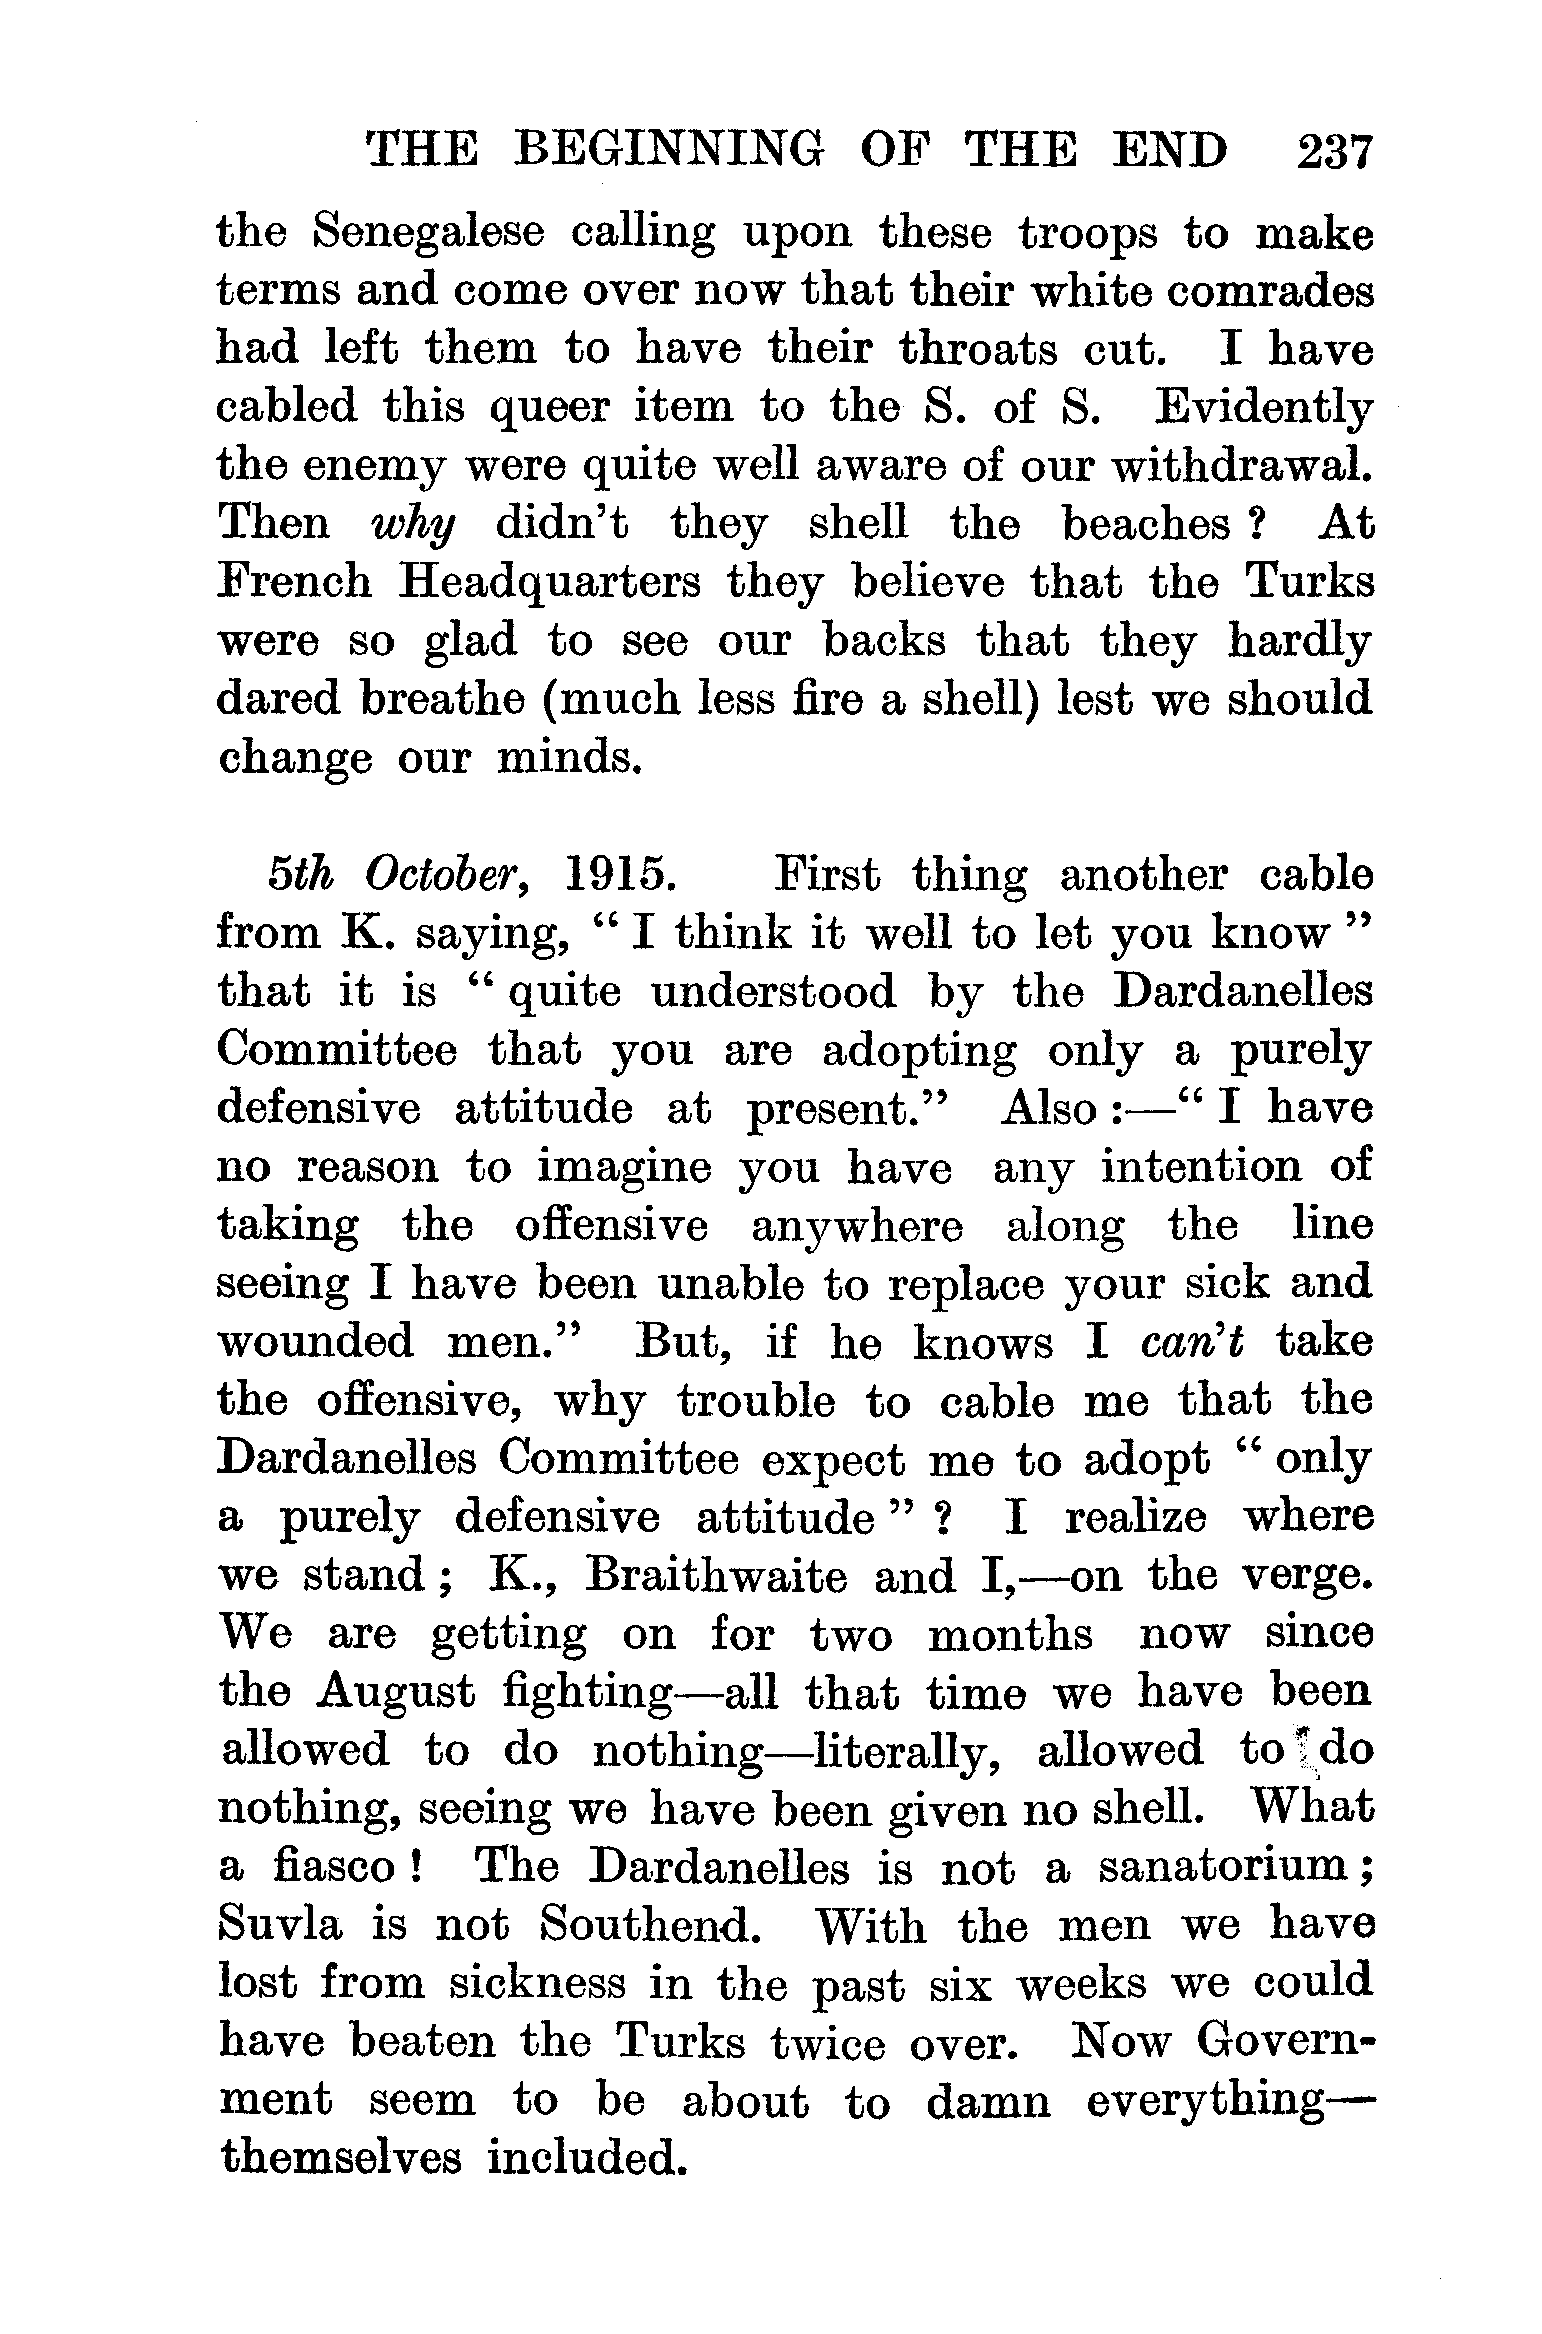 THE BEGINNING OF THE END 237
the Senegalese calling upon these troops to make
terms and come over now that their white comrades
had left them to have their throats cut. I have
cabled this queer item to the S. of S. Evidently
the enemy were quite well aware of our withdrawal.
Then why didn't they shell the beaches ? At
French Headquarters they believe that the Turks
were so glad to see our backs that they hardly
dared breathe (much less fire a shell) lest we should
change our minds.
5th October, 1915. First thing another cable
from K. saying, “ I think it well to let you know ”
that it is “ quite understood by the Dardanelles
Committee that you are adopting only a purely
defensive attitude at present.” Also :—“ I have
no reason to imagine you have any intention of
taking the offensive anywhere along the line
seeing I have been unable to replace your sick and
wounded men.” But, if he knows I can't take
the offensive, why trouble to cable me that the
Dardanelles Committee expect me to adopt “ only
a purely defensive attitude ” ? I realize where
we stand ; K., Braithwaite and I,—on the verge.
We are getting on for two months now since
the August fighting—all that time we have been
allowed to do nothing—literally, allowed to do
nothing, seeing we have been given no shell. What
a fiasco ! The Dardanelles is not a sanatorium ;
Suvla is not Southend. With the men we have
lost from sickness in the past six weeks we could
have beaten the Turks twice over. Now Govern-
ment seem to be about to damn everything—
themselves included.